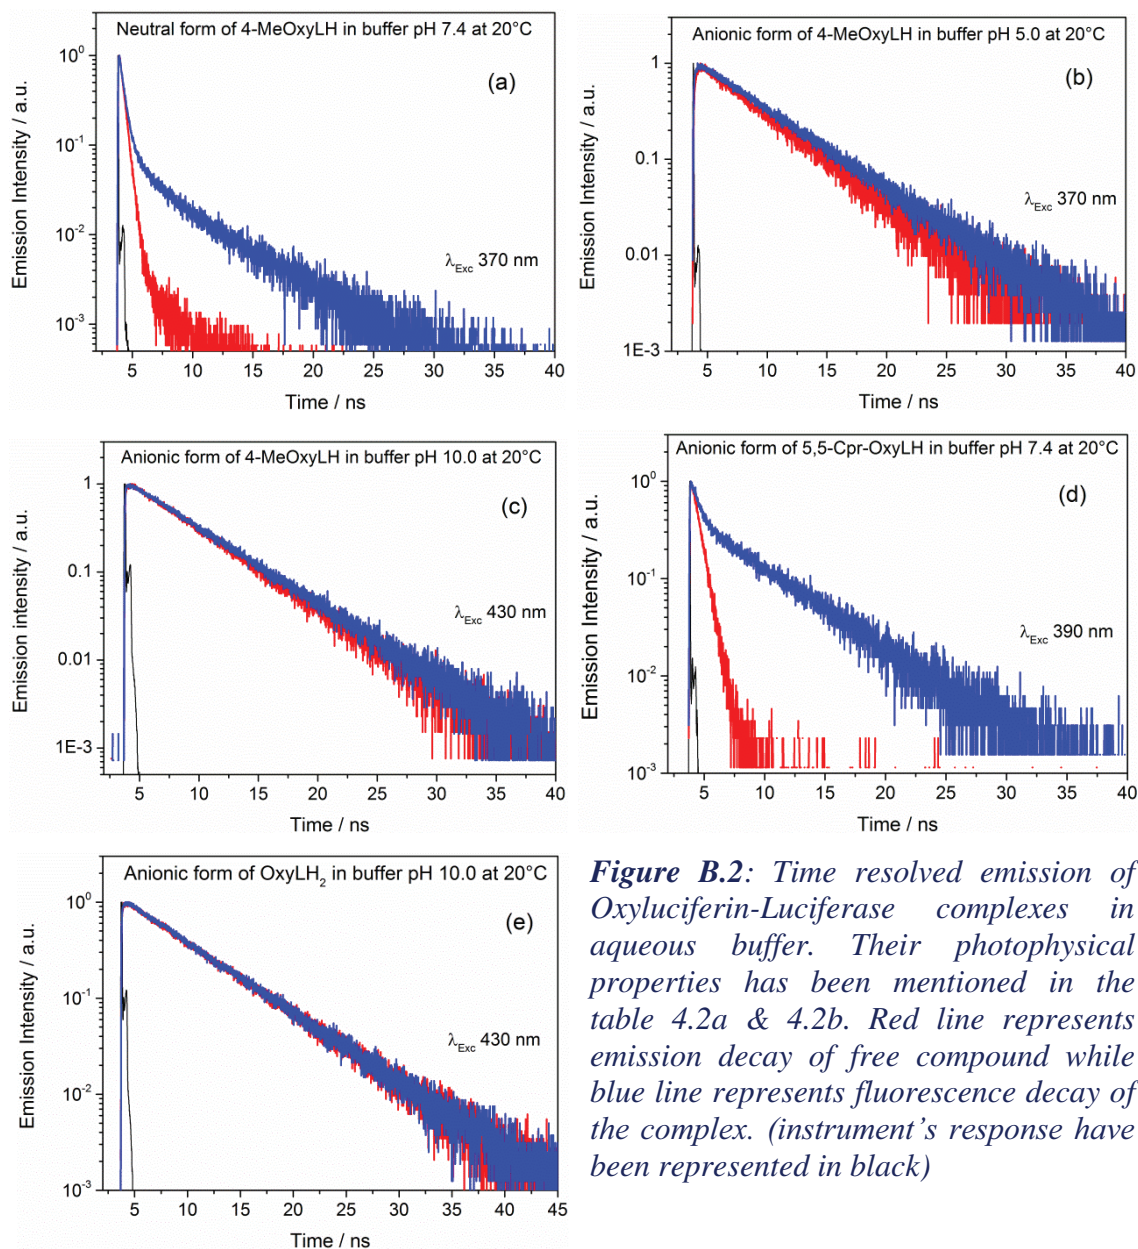 Neutral form of 4-MeOxyLH in buffer pH 7.4 at 20°C
(a)
λExc 370 nm
Emission Intensity / a.u.
10⁰
10⁻¹
10⁻²
10⁻³
5 10 15 20 25 30 35 40
Time / ns
Anionic form of 4-MeOxyLH in buffer pH 5.0 at 20°C
(b)
λExc 370 nm
Emission Intensity / a.u.
1
0.1
0.01
1E-3
5 10 15 20 25 30 35 40
Time / ns
Anionic form of 4-MeOxyLH in buffer pH 10.0 at 20°C
(c)
λExc 430 nm
Emission intensity / a.u.
1
0.1
0.01
1E-3
5 10 15 20 25 30 35 40
Time / ns
Anionic form of 5,5-Cpr-OxyLH in buffer pH 7.4 at 20°C
(d)
λExc 390 nm
Emission Intensity / a.u.
10⁰
10⁻¹
10⁻²
10⁻³
5 10 15 20 25 30 35 40
Time / ns
Anionic form of OxyLH₂ in buffer pH 10.0 at 20°C
(e)
λExc 430 nm
Emission Intensity / a.u.
10⁰
10⁻¹
10⁻²
10⁻³
5 10 15 20 25 30 35 40 45
Time / ns
Figure B.2: Time resolved emission of
Oxyluciferin-Luciferase complexes in
aqueous buffer. Their photophysical
properties has been mentioned in the
table 4.2a & 4.2b. Red line represents
emission decay of free compound while
blue line represents fluorescence decay of
the complex. (instrument's response have
been represented in black)